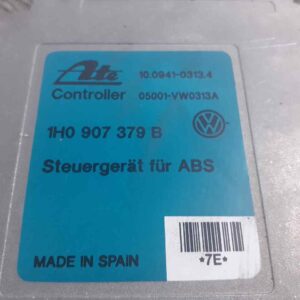 Ate 10.0941-0313.4
Controller 05001-VW0313A
1H0 907 379 B
Steuergerät für ABS
*7E*
MADE IN SPAIN